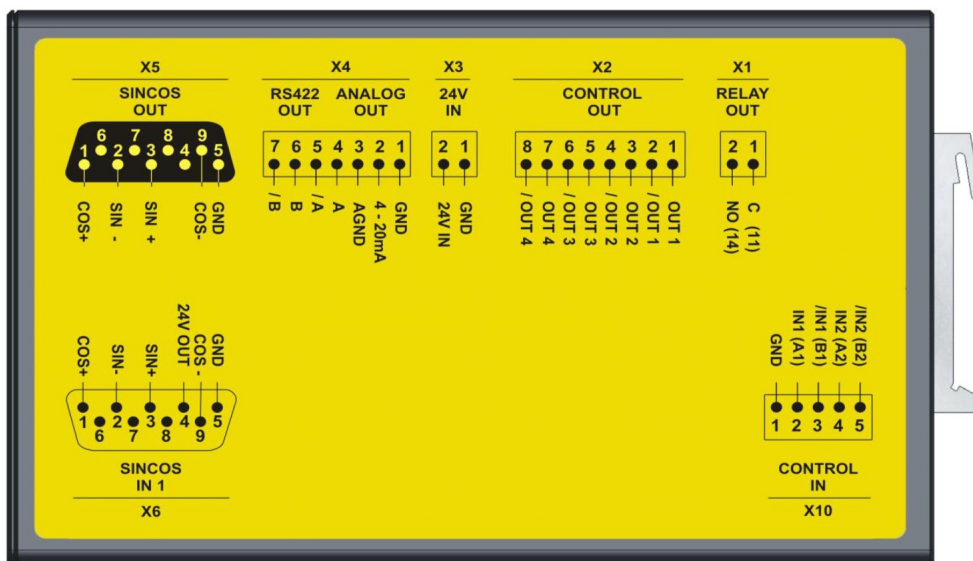 X5
SINCOS
OUT
6 7 8 9
1 2 3 4 5
COS+
SIN -
SIN +
COS-
GND
X4
RS422 ANALOG
OUT OUT
7 6 5 4 3 2 1
/ B
B
/ A
A
AGND
4 - 20mA
GND
X3
24V
IN
2 1
24V IN
GND
X2
CONTROL
OUT
8 7 6 5 4 3 2 1
/ OUT 4
OUT 4
/ OUT 3
OUT 3
/ OUT 2
OUT 2
/ OUT 1
OUT 1
X1
RELAY
OUT
2 1
NO (14)
C (11)
COS+
SIN-
SIN+
24V OUT
COS -
GND
1 2 3 4 5
6 7 8 9
SINCOS
IN 1
X6
GND
IN1 (A1)
/IN1 (B1)
IN2 (A2)
/IN2 (B2)
1 2 3 4 5
CONTROL
IN
X10